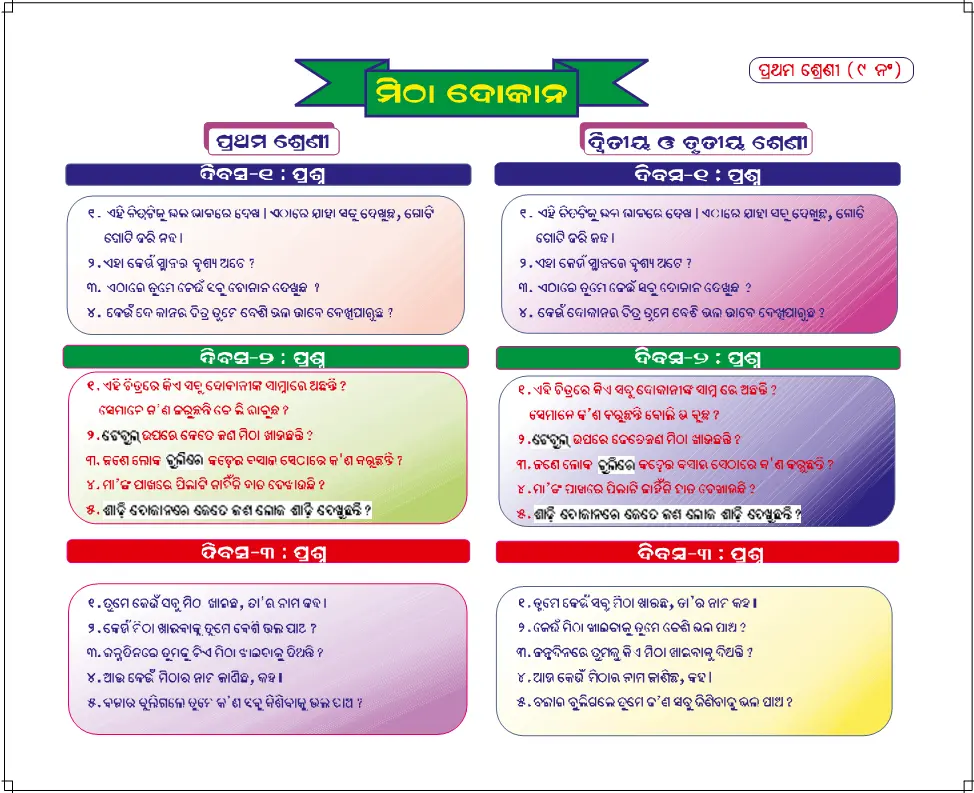 ପ୍ରଥମ ଶ୍ରେଣୀ (୯ ନଂ)
ମିଠା ଦୋକାନ
ପ୍ରଥମ ଶ୍ରେଣୀ
ଦିବସ-୧ : ପ୍ରଶ୍ନ
୧. ଏହି ଚିତ୍ରଟିକୁ ଭଲ ଭାବରେ ଦେଖ । ଏଠାରେ ଯାହା ସବୁ ଦେଖୁଛ, ଗୋଟି
ଗୋଟି କରି କହ ।
୨. ଏହା କେଉଁ ସ୍ଥାନର ଦୃଶ୍ୟ ଅଟେ ?
୩. ଏଠାରେ ତୁମେ କେଉଁ ସବୁ ଦୋକାନ ଦେଖୁଛ ?
୪. କେଉଁ ଦୋକାନର ଚିତ୍ର ତୁମେ ବେଶି ଭଲ ଭାବେ ଦେଖିପାରୁଛ ?
ଦିବସ-୨ : ପ୍ରଶ୍ନ
୧. ଏହି ଚିତ୍ରରେ କିଏ ସବୁ ଦୋକାନୀଙ୍କ ସାମ୍ନାରେ ଅଛନ୍ତି ?
ସେମାନେ କ'ଣ କରୁଛନ୍ତି ବୋଲି ଭାବୁଛ ?
୨. ଟେବୁଲ୍ ଉପରେ କେତେ ଜଣ ମିଠା ଖାଉଛନ୍ତି ?
୩. ଜଣେ ଲୋକ ଚୁଲିରେ କଡ଼େଇ ବସାଇ ସେଠାରେ କ'ଣ କରୁଛନ୍ତି ?
୪. ମା'ଙ୍କ ପାଖରେ ପିଲାଟି କାହିଁକି ହାତ ଦେଖାଉଛି ?
୫. ଶାଢ଼ି ଦୋକାନରେ କେତେ ଜଣ ଲୋକ ଶାଢ଼ି ଦେଖୁଛନ୍ତି ?
ଦିବସ-୩ : ପ୍ରଶ୍ନ
୧. ତୁମେ କେଉଁ ସବୁ ମିଠା ଖାଇଛ, ତା'ର ନାମ କହ ।
୨. କେଉଁ ମିଠା ଖାଇବାକୁ ତୁମେ ବେଶି ଭଲ ପାଅ ?
୩. ଜନ୍ମଦିନରେ ତୁମକୁ କିଏ ମିଠା ଖାଇବାକୁ ଦିଅନ୍ତି ?
୪. ଆଉ କେଉଁ ମିଠାର ନାମ ଜାଣିଛ, କହ ।
୫. ବଜାର ବୁଲିଗଲେ ତୁମେ କ'ଣ ସବୁ କିଣିବାକୁ ଭଲ ପାଅ ?
ଦ୍ୱିତୀୟ ଓ ତୃତୀୟ ଶ୍ରେଣୀ
ଦିବସ-୧ : ପ୍ରଶ୍ନ
୧. ଏହି ଚିତ୍ରଟିକୁ ଭଲ ଭାବରେ ଦେଖ । ଏଠାରେ ଯାହା ସବୁ ଦେଖୁଛ, ଗୋଟି
ଗୋଟି କରି କହ ।
୨. ଏହା କେଉଁ ସ୍ଥାନରେ ଦୃଶ୍ୟ ଅଟେ ?
୩. ଏଠାରେ ତୁମେ କେଉଁ ସବୁ ଦୋକାନ ଦେଖୁଛ ?
୪. କେଉଁ ଦୋକାନର ଚିତ୍ର ତୁମେ ବେଶି ଭଲ ଭାବେ ଦେଖିପାରୁଛ ?
ଦିବସ-୨ : ପ୍ରଶ୍ନ
୧. ଏହି ଚିତ୍ରରେ କିଏ ସବୁ ଦୋକାନୀଙ୍କ ସାମ୍ନାରେ ଅଛନ୍ତି ?
ସେମାନେ କ'ଣ କରୁଛନ୍ତି ବୋଲି ଭାବୁଛ ?
୨. ଟେବୁଲ୍ ଉପରେ କେତେଜଣ ମିଠା ଖାଉଛନ୍ତି ?
୩. ଜଣେ ଲୋକ ଚୁଲିରେ କଡ଼େଇ ବସାଇ ସେଠାରେ କ'ଣ କରୁଛନ୍ତି ?
୪. ମା'ଙ୍କ ପାଖରେ ପିଲାଟି କାହିଁକି ହାତ ଦେଖାଉଛି ?
୫. ଶାଢ଼ି ଦୋକାନରେ କେତେ ଜଣ ଲୋକ ଶାଢ଼ି ଦେଖୁଛନ୍ତି ?
ଦିବସ-୩ : ପ୍ରଶ୍ନ
୧. ତୁମେ କେଉଁ ସବୁ ମିଠା ଖାଇଛ, ତା'ର ନାମ କହ ।
୨. କେଉଁ ମିଠା ଖାଇବାକୁ ତୁମେ ବେଶି ଭଲ ପାଅ ?
୩. ଜନ୍ମଦିନରେ ତୁମକୁ କିଏ ମିଠା ଖାଇବାକୁ ଦିଅନ୍ତି ?
୪. ଆଉ କେଉଁ ମିଠାର ନାମ ଜାଣିଛ, କହ ।
୫. ବଜାର ବୁଲିଗଲେ ତୁମେ କ'ଣ ସବୁ କିଣିବାକୁ ଭଲ ପାଅ ?